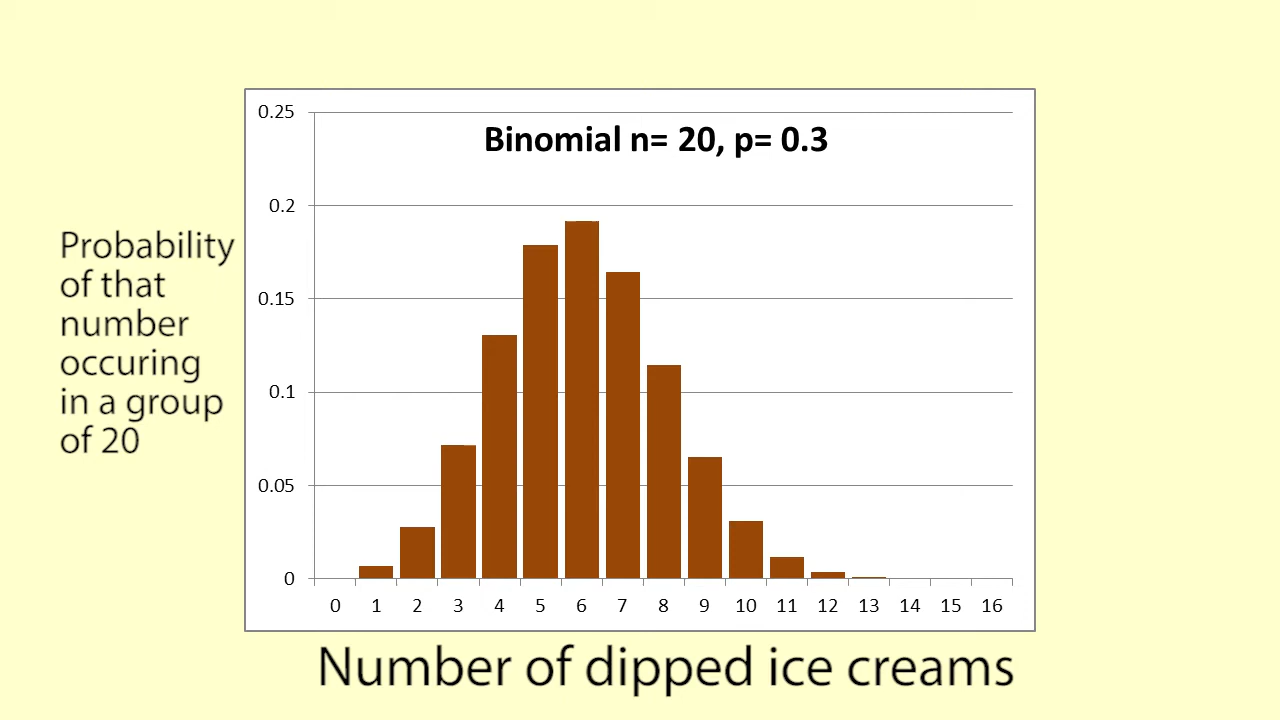 Binomial n= 20, p= 0.3
0.25
0.2
0.15
0.1
0.05
0
Probability
of that
number
occuring
in a group
of 20
0 1 2 3 4 5 6 7 8 9 10 11 12 13 14 15 16
Number of dipped ice creams